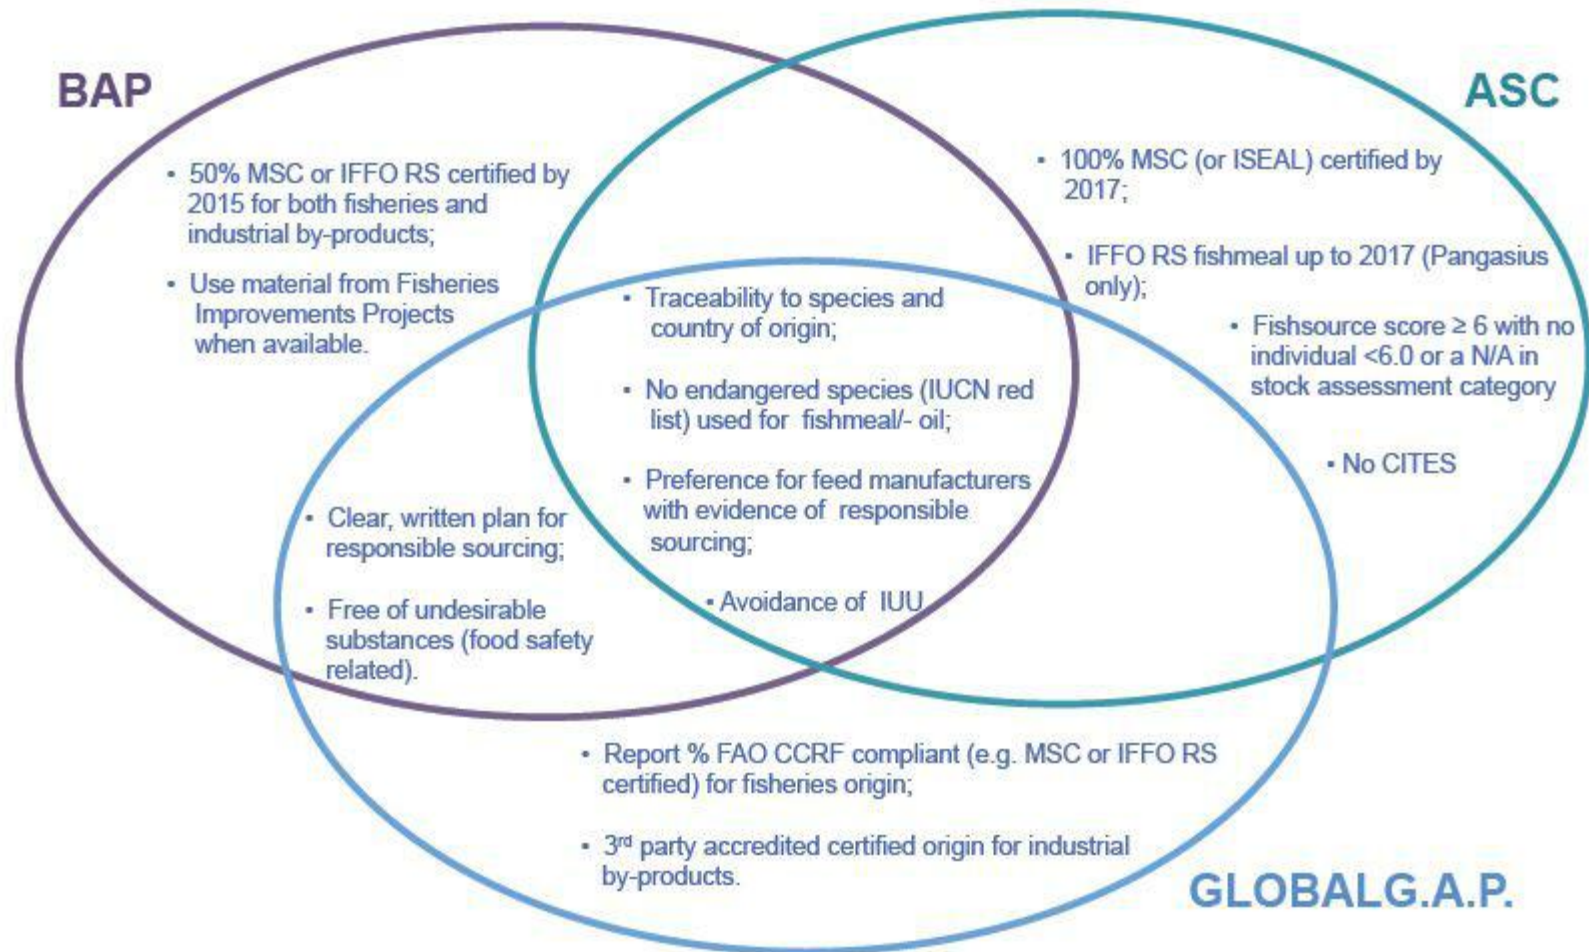 BAP
ASC
▪ 50% MSC or IFFO RS certified by
2015 for both fisheries and
industrial by-products;
▪ Use material from Fisheries
Improvements Projects
when available.
▪ 100% MSC (or ISEAL) certified by
2017;
▪ IFFO RS fishmeal up to 2017 (Pangasius
only);
▪ Fishsource score ≥ 6 with no
individual <6.0 or a N/A in
stock assessment category
▪ No CITES
▪ Traceability to species and
country of origin;
▪ No endangered species (IUCN red
list) used for fishmeal/- oil;
▪ Preference for feed manufacturers
with evidence of responsible
sourcing;
▪ Avoidance of IUU
▪ Clear, written plan for
responsible sourcing;
▪ Free of undesirable
substances (food safety
related).
▪ Report % FAO CCRF compliant (e.g. MSC or IFFO RS
certified) for fisheries origin;
▪ 3rd party accredited certified origin for industrial
by-products.
GLOBALG.A.P.